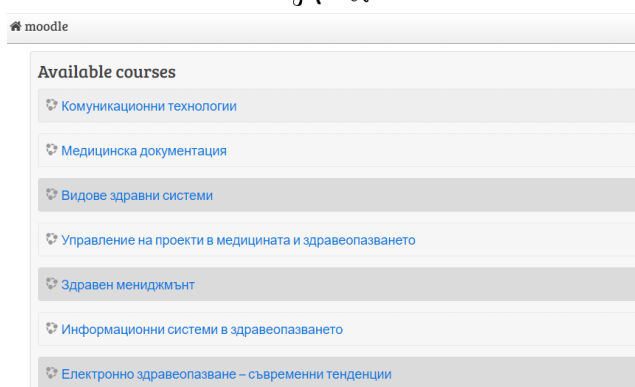 moodle
Available courses
Комуникационни технологии
Медицинска документация
Видове здравни системи
Управление на проекти в медицината и здравеопазването
Здравен мениджмънт
Информационни системи в здравеопазването
Електронно здравеопазване – съвременни тенденции